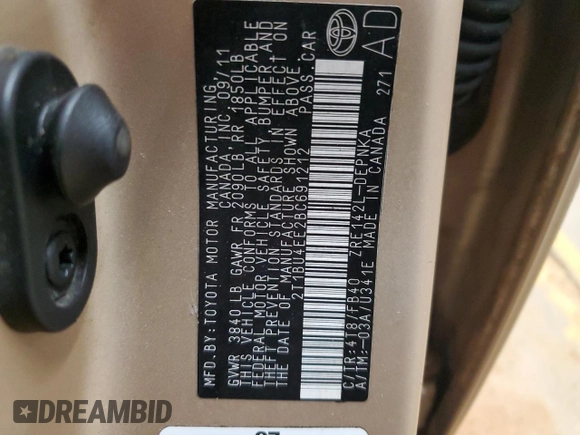 MFD.BY:TOYOTA MOTOR MANUFACTURING,
CANADA, INC. 09/11
GVWR 3840 LB GAWR FR 2090LB, RR 1850LB
THIS VEHICLE CONFORMS TO ALL APPLICABLE
FEDERAL MOTOR VEHICLE SAFETY, BUMPER, AND
THEFT PREVENTION STANDARDS IN EFFECT ON
THE DATE OF MANUFACTURE SHOWN ABOVE.
2T1BU4EE2BC691212 PASS. CAR
C/TR:4T8/FB40 ZRE142L-DEPNKA
A/TM:-03A/U341E MADE IN CANADA 271
AD
DREAMBID